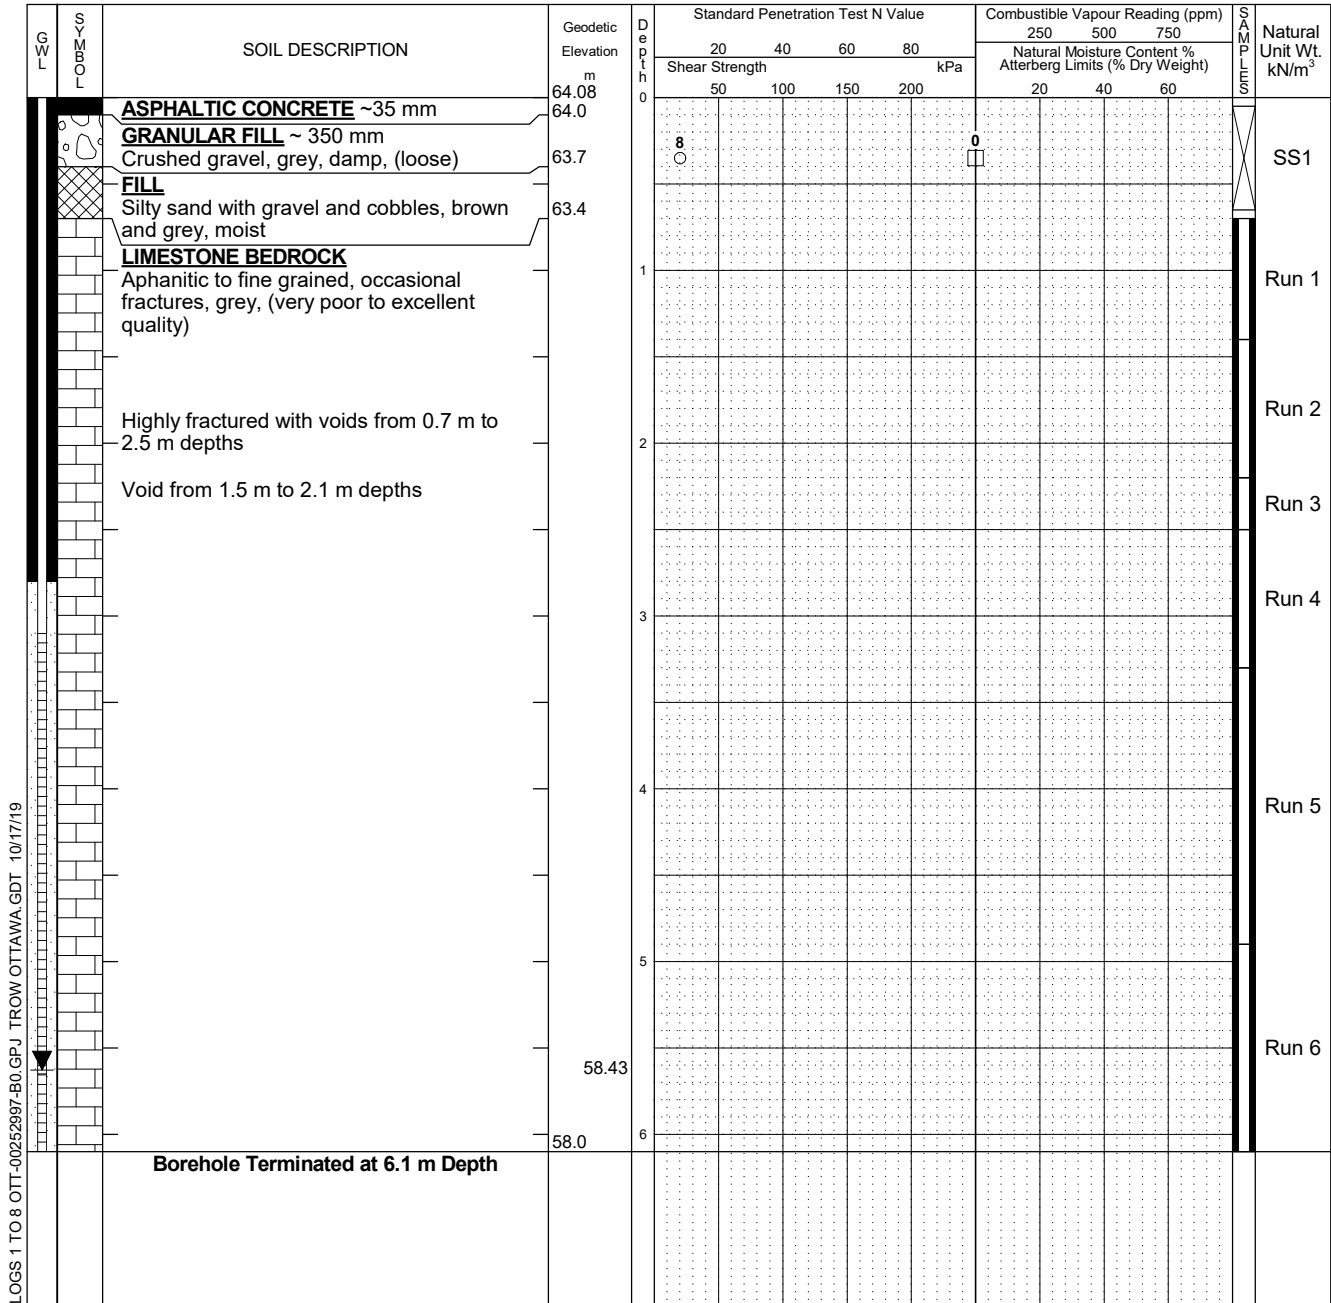 GWL
SYMBOL
SOIL DESCRIPTION
Geodetic
Elevation
m
64.08
Depth
Standard Penetration Test N Value
20 40 60 80
Shear Strength kPa
50 100 150 200
Combustible Vapour Reading (ppm)
250 500 750
Natural Moisture Content %
Atterberg Limits (% Dry Weight)
20 40 60
SAMPLES
Natural
Unit Wt.
kN/m³
0
ASPHALTIC CONCRETE ~35 mm
64.0
GRANULAR FILL ~ 350 mm
Crushed gravel, grey, damp, (loose)
63.7
8
0
SS1
FILL
Silty sand with gravel and cobbles, brown
and grey, moist
63.4
LIMESTONE BEDROCK
Aphanitic to fine grained, occasional
fractures, grey, (very poor to excellent
quality)
1
Run 1
Highly fractured with voids from 0.7 m to
2.5 m depths
Run 2
2
Void from 1.5 m to 2.1 m depths
Run 3
Run 4
3
4
Run 5
5
58.43
Run 6
6
58.0
Borehole Terminated at 6.1 m Depth
LOGS 1 TO 8 OTT-00252997-B0.GPJ TROW OTTAWA.GDT 10/17/19